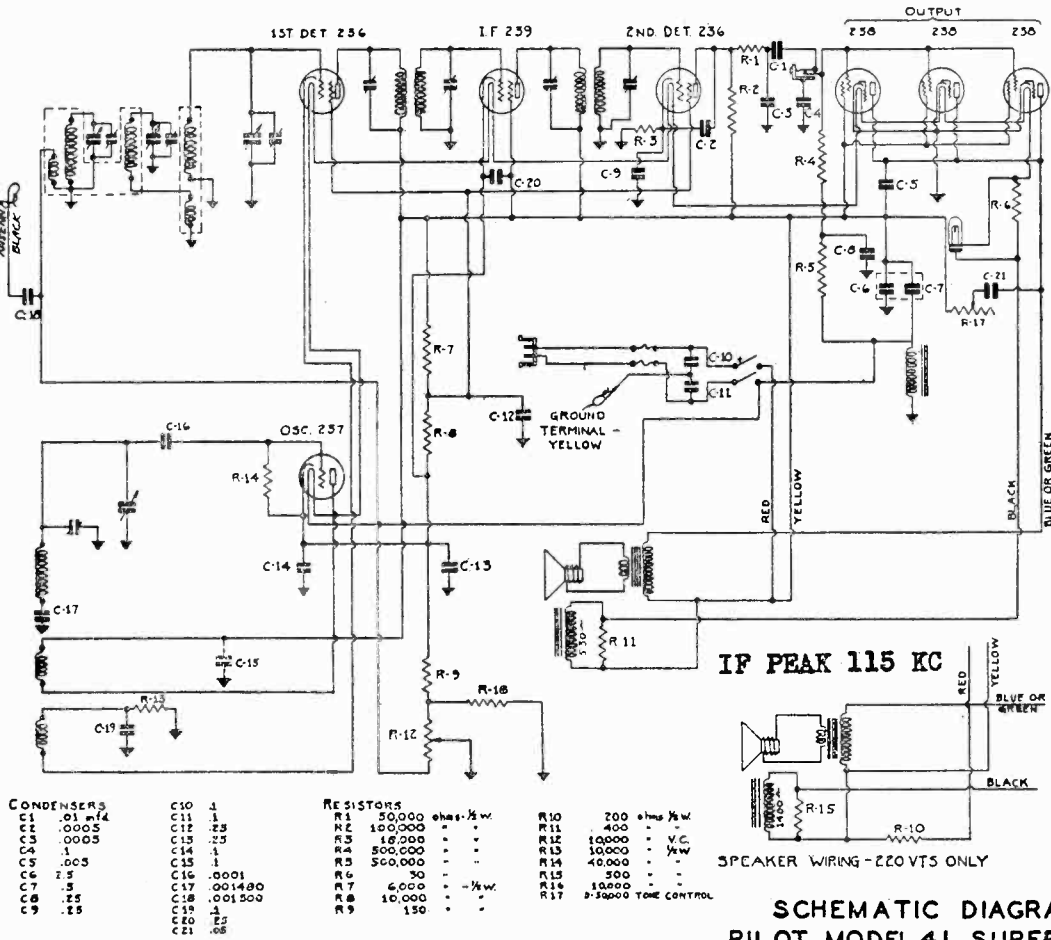 OUTPUT
1ST DET 236
I.F 239
2ND. DET. 236
238
238
238
R-1
C-1
R-2
C-3
C-4
R-3
C-2
C-9
R-4
C-20
C-5
R-6
ANTENNA
BLACK
R-5
C-8
C-6
C-7
C-21
R-17
R-7
C-10
C-11
C-12
GROUND
TERMINAL -
YELLOW
R-8
C-16
OSC. 237
R-14
RED
YELLOW
BLACK
BLUE OR GREEN
C-14
C-13
C-17
530~
R 11
C-15
IF PEAK 115 KC
RED
YELLOW
R-9
R-18
R-13
C-19
R-12
BLUE OR
GREEN
BLACK
1400~
R-15
R-10
SPEAKER WIRING - 220 VTS ONLY
CONDENSERS
C1 .01 mfd
C2 .0005
C3 .0005
C4 .1
C5 .005
C6 2.5
C7 .5
C8 .25
C9 .25
C10 .1
C11 .1
C12 .25
C13 .25
C14 .1
C15 .1
C16 .0001
C17 .001480
C18 .001500
C19 .1
C20 .25
C21 .05
RESISTORS
R1 50,000 ohms-½w.
R2 100,000 " "
R3 " "
R4 500,000 " "
R5 500,000 " "
R6 30 "
R7 6,000 " -½w.
R8 10,000 " "
R9 150 " "
R10 200 ohms ½w.
R11 400 " "
R12 10,000 " V.C.
R13 10,000 " ½w
R14 40,000 " "
R15 500 "
R16 10,000 " "
R17 0-50000 TONE CONTROL
SCHEMATIC DIAGRA
PILOT MODEL 41 SUPER